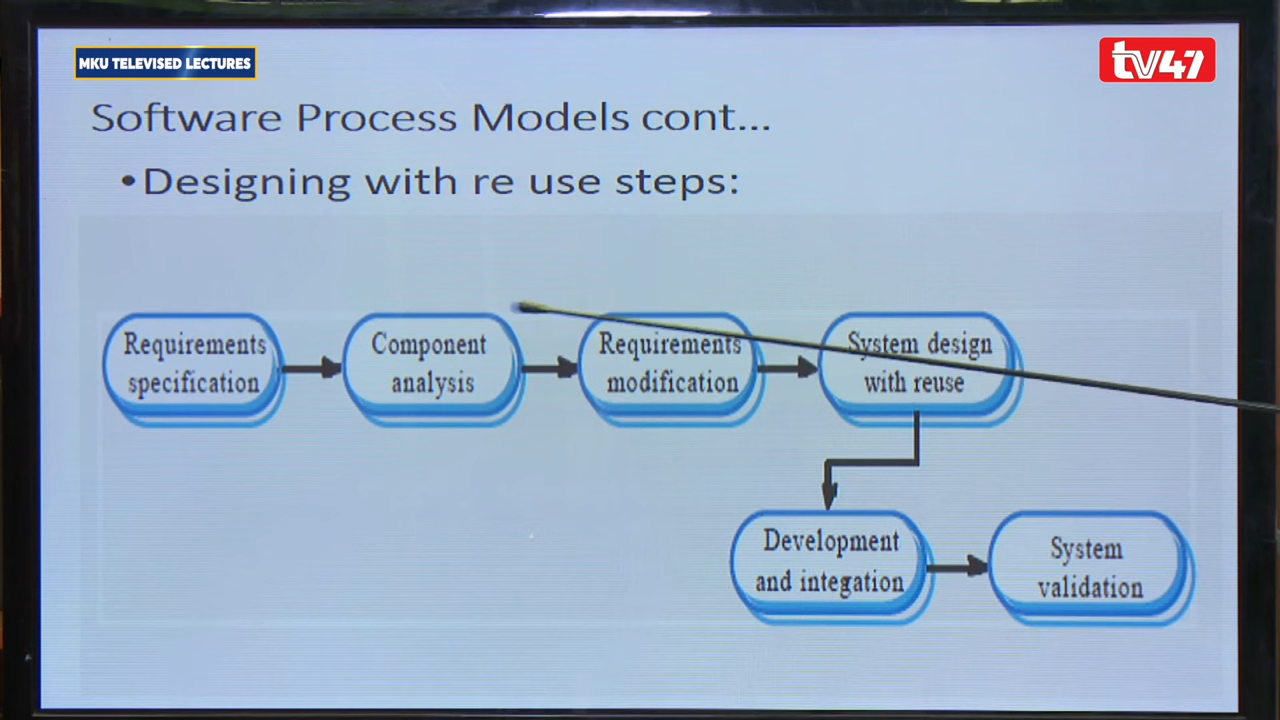 MKU TELEVISED LECTURES
tv47
Software Process Models cont...
•Designing with re use steps:
Requirements
specification
Component
analysis
Requirements
modification
System design
with reuse
Development
and integation
System
validation